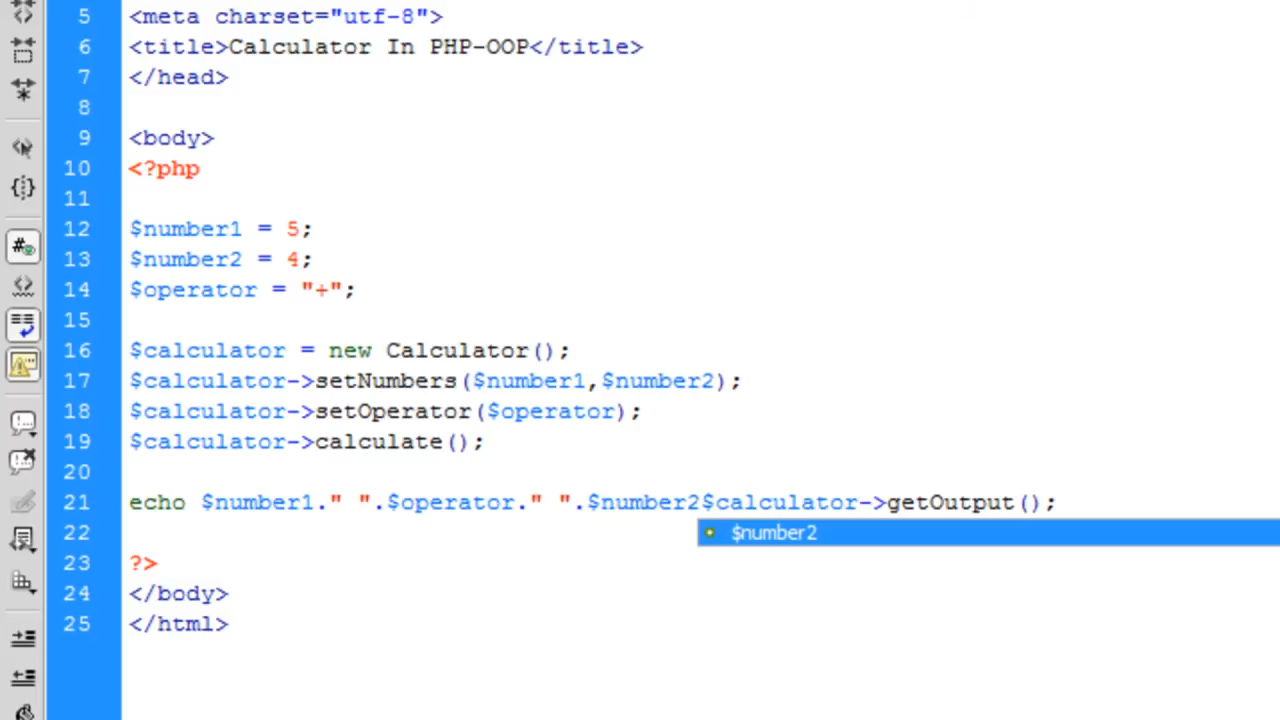 5 <meta charset="utf-8">
6 <title>Calculator In PHP-OOP</title>
7 </head>
8
9 <body>
10 <?php
11
12 $number1 = 5;
13 $number2 = 4;
14 $operator = "+";
15
16 $calculator = new Calculator();
17 $calculator->setNumbers($number1,$number2);
18 $calculator->setOperator($operator);
19 $calculator->calculate();
20
21 echo $number1." ".$operator." ".$number2$calculator->getOutput();
22 $number2
23 ?>
24 </body>
25 </html>